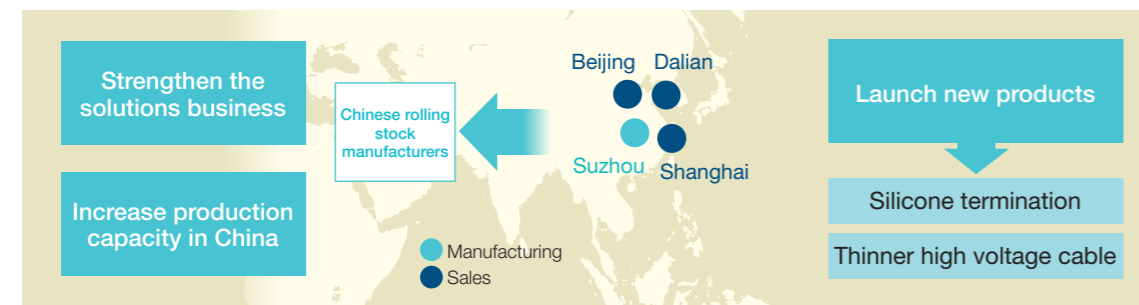 Strengthen the
solutions business
Increase production
capacity in China
Chinese rolling
stock
manufacturers
Beijing
Dalian
Suzhou
Shanghai
Manufacturing
Sales
Launch new products
Silicone termination
Thinner high voltage cable